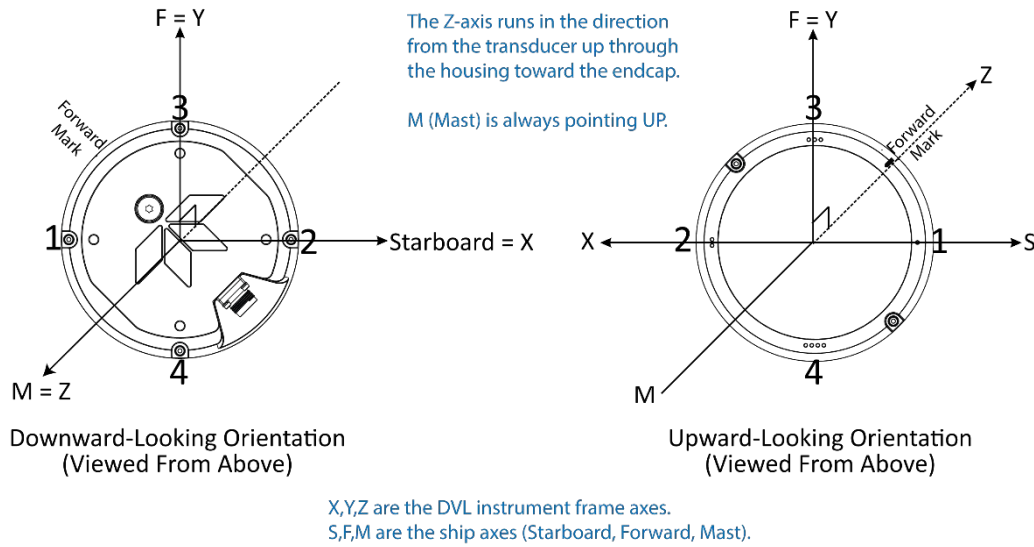 F = Y
The Z-axis runs in the direction
from the transducer up through
the housing toward the endcap.
M (Mast) is always pointing UP.
Forward
Mark
3
1
2
Starboard = X
4
M = Z
Downward-Looking Orientation
(Viewed From Above)
F = Y
Z
Forward
Mark
3
X
2
1
S
4
M
Upward-Looking Orientation
(Viewed From Above)
X,Y,Z are the DVL instrument frame axes.
S,F,M are the ship axes (Starboard, Forward, Mast).